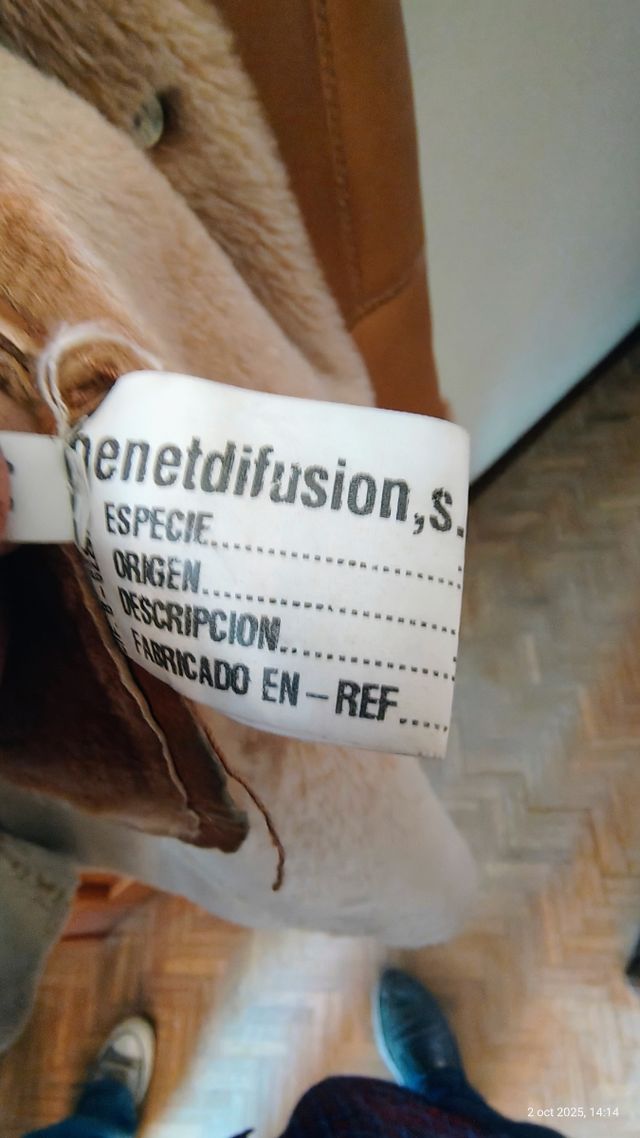 enetdifusion,s.
ESPECIE........................
ORIGEN........................
DESCRIPCION................
FABRICADO EN – REF.....
2 oct 2025, 14:14